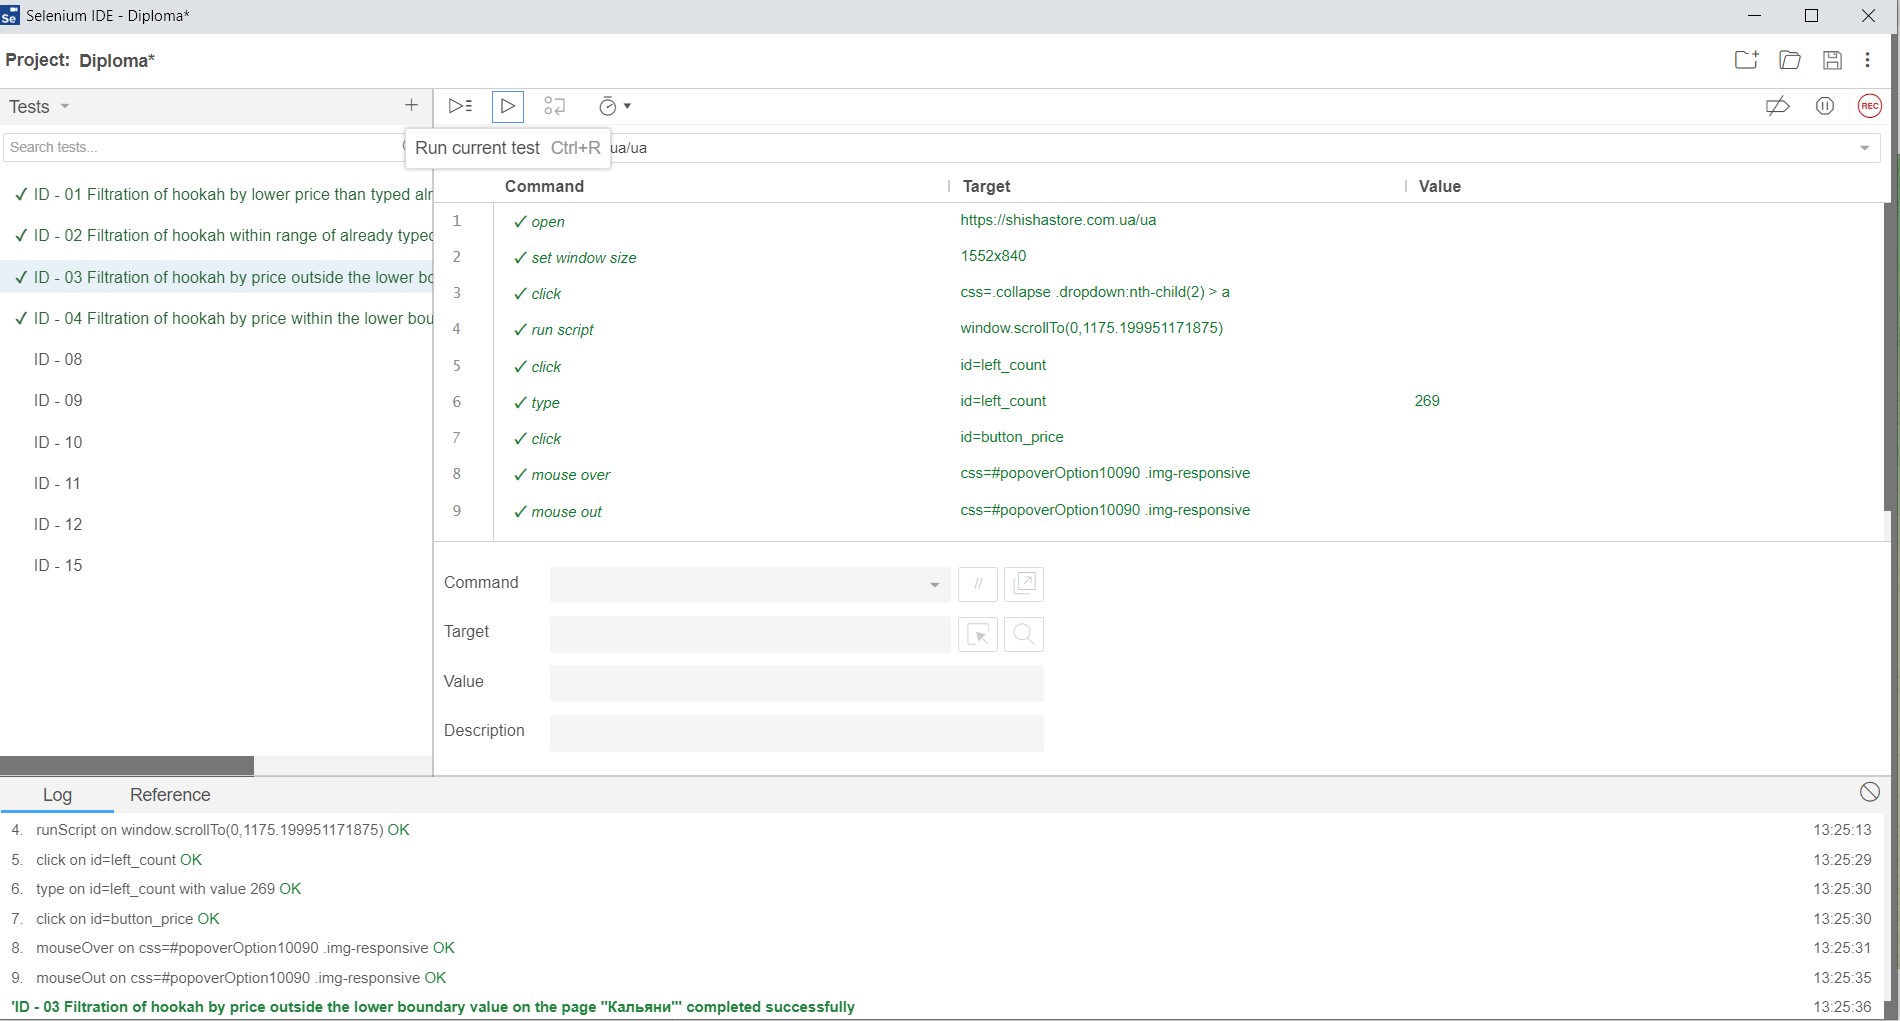 Se Selenium IDE - Diploma*
Project: Diploma*
Tests
Search tests...
Run current test Ctrl+R
ua/ua
REC
✓ ID - 01 Filtration of hookah by lower price than typed
✓ ID - 02 Filtration of hookah within range of already
✓ ID - 03 Filtration of hookah by price outside the lower
✓ ID - 04 Filtration of hookah by price within the lower
ID - 08
ID - 09
ID - 10
ID - 11
ID - 12
ID - 15
Command Target Value
1 ✓ open https://shishastore.com.ua/ua
2 ✓ set window size 1552x840
3 ✓ click css=.collapse .dropdown:nth-child(2) > a
4 ✓ run script window.scrollTo(0,1175.199951171875)
5 ✓ click id=left_count
6 ✓ type id=left_count 269
7 ✓ click id=button_price
8 ✓ mouse over css=#popoverOption10090 .img-responsive
9 ✓ mouse out css=#popoverOption10090 .img-responsive
Command //
Target
Value
Description
Log Reference
4. runScript on window.scrollTo(0,1175.199951171875) OK 13:25:13
5. click on id=left_count OK 13:25:29
6. type on id=left_count with value 269 OK 13:25:30
7. click on id=button_price OK 13:25:30
8. mouseOver on css=#popoverOption10090 .img-responsive OK 13:25:31
9. mouseOut on css=#popoverOption10090 .img-responsive OK 13:25:35
'ID - 03 Filtration of hookah by price outside the lower boundary value on the page "Кальяни"' completed successfully 13:25:36